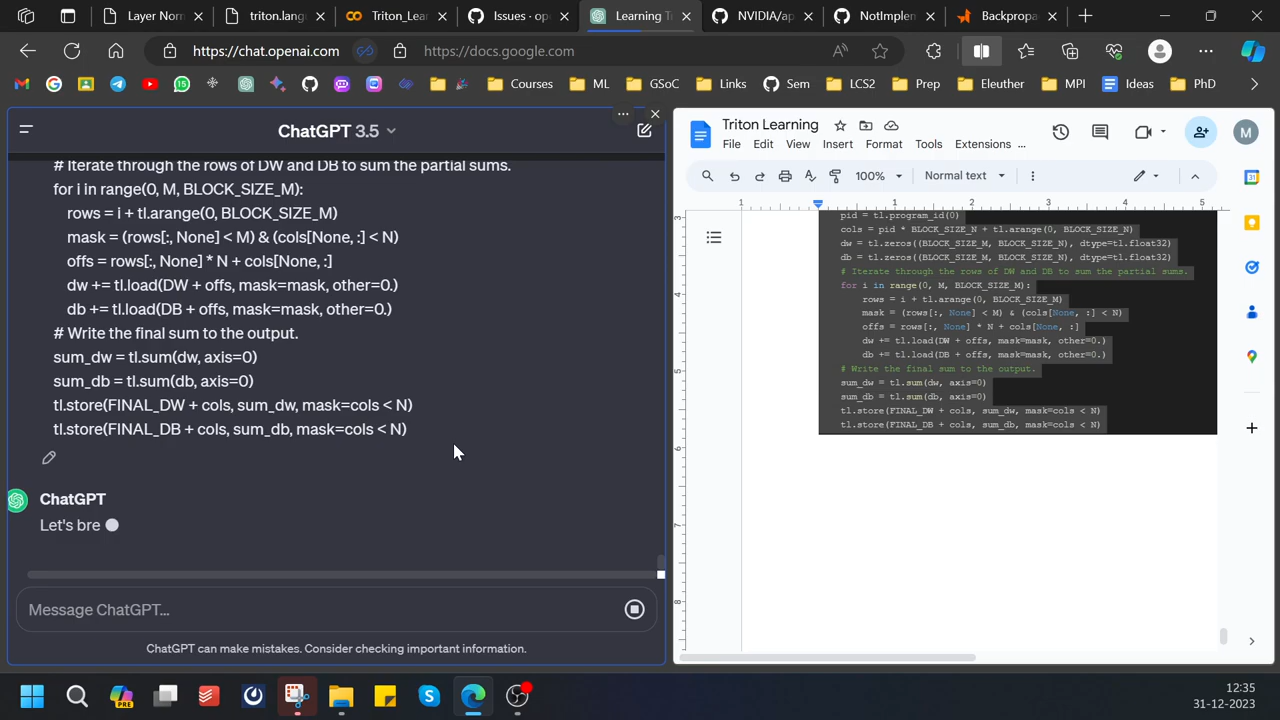 Layer Norm
triton.lang
Triton_Lea
Issues · op
Learning T
NVIDIA/ap
NotImplem
Backpropa
https://chat.openai.com
https://docs.google.com
Courses
ML
GSoC
Links
Sem
LCS2
Prep
Eleuther
MPI
Ideas
PhD
ChatGPT 3.5
# Iterate through the rows of DW and DB to sum the partial sums.
for i in range(0, M, BLOCK_SIZE_M):
rows = i + tl.arange(0, BLOCK_SIZE_M)
mask = (rows[:, None] < M) & (cols[None, :] < N)
offs = rows[:, None] * N + cols[None, :]
dw += tl.load(DW + offs, mask=mask, other=0.)
db += tl.load(DB + offs, mask=mask, other=0.)
# Write the final sum to the output.
sum_dw = tl.sum(dw, axis=0)
sum_db = tl.sum(db, axis=0)
tl.store(FINAL_DW + cols, sum_dw, mask=cols < N)
tl.store(FINAL_DB + cols, sum_db, mask=cols < N)
ChatGPT
Let's bre
Message ChatGPT…
ChatGPT can make mistakes. Consider checking important information.
Triton Learning
M
File Edit View Insert Format Tools Extensions …
100% Normal text
1 1 2 3 4 5
3
4
5
6
7
8
pid = tl.program_id(0)
cols = pid * BLOCK_SIZE_N + tl.arange(0, BLOCK_SIZE_N)
dw = tl.zeros((BLOCK_SIZE_M, BLOCK_SIZE_N), dtype=tl.float32)
db = tl.zeros((BLOCK_SIZE_M, BLOCK_SIZE_N), dtype=tl.float32)
# Iterate through the rows of DW and DB to sum the partial sums.
for i in range(0, M, BLOCK_SIZE_M):
rows = i + tl.arange(0, BLOCK_SIZE_M)
mask = (rows[:, None] < M) & (cols[None, :] < N)
offs = rows[:, None] * N + cols[None, :]
dw += tl.load(DW + offs, mask=mask, other=0.)
db += tl.load(DB + offs, mask=mask, other=0.)
# Write the final sum to the output.
sum_dw = tl.sum(dw, axis=0)
sum_db = tl.sum(db, axis=0)
tl.store(FINAL_DW + cols, sum_dw, mask=cols < N)
tl.store(FINAL_DB + cols, sum_db, mask=cols < N)
12:35
31-12-2023